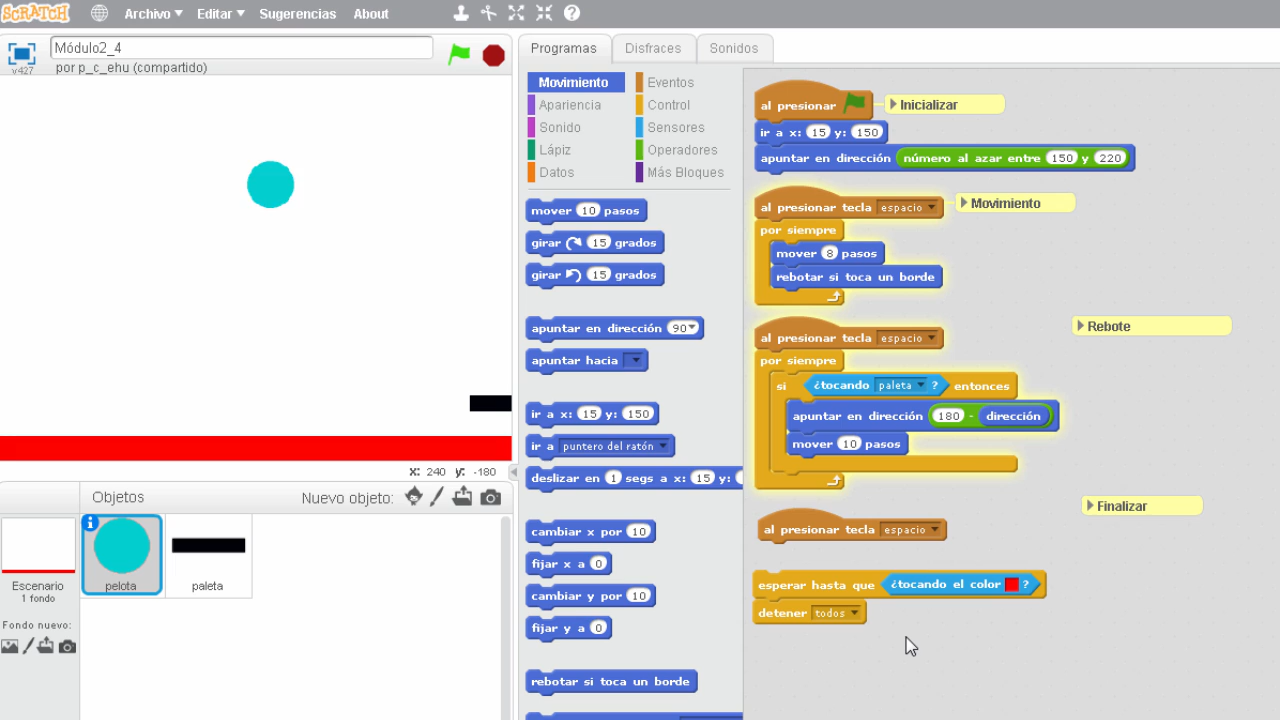 SCRATCH
Archivo Editar Sugerencias About
v427
Módulo2_4
por p_c_ehu (compartido)
X: 240 y: -180
Objetos Nuevo objeto:
Escenario
1 fondo
Fondo nuevo:
pelota
paleta
Programas Disfraces Sonidos
Movimiento Eventos
Apariencia Control
Sonido Sensores
Lápiz Operadores
Datos Más Bloques
mover 10 pasos
girar 15 grados
girar 15 grados
apuntar en dirección 90
apuntar hacia
ir a x: 15 y: 150
ir a puntero del ratón
deslizar en 1 segs a x: 15 y:
cambiar x por 10
fijar x a 0
cambiar y por 10
fijar y a 0
rebotar si toca un borde
al presionar
Inicializar
ir a x: 15 y: 150
apuntar en dirección número al azar entre 150 y 220
al presionar tecla espacio
Movimiento
por siempre
mover 8 pasos
rebotar si toca un borde
Rebote
al presionar tecla espacio
por siempre
si ¿tocando paleta ? entonces
apuntar en dirección 180 - dirección
mover 10 pasos
Finalizar
al presionar tecla espacio
esperar hasta que ¿tocando el color ?
detener todos